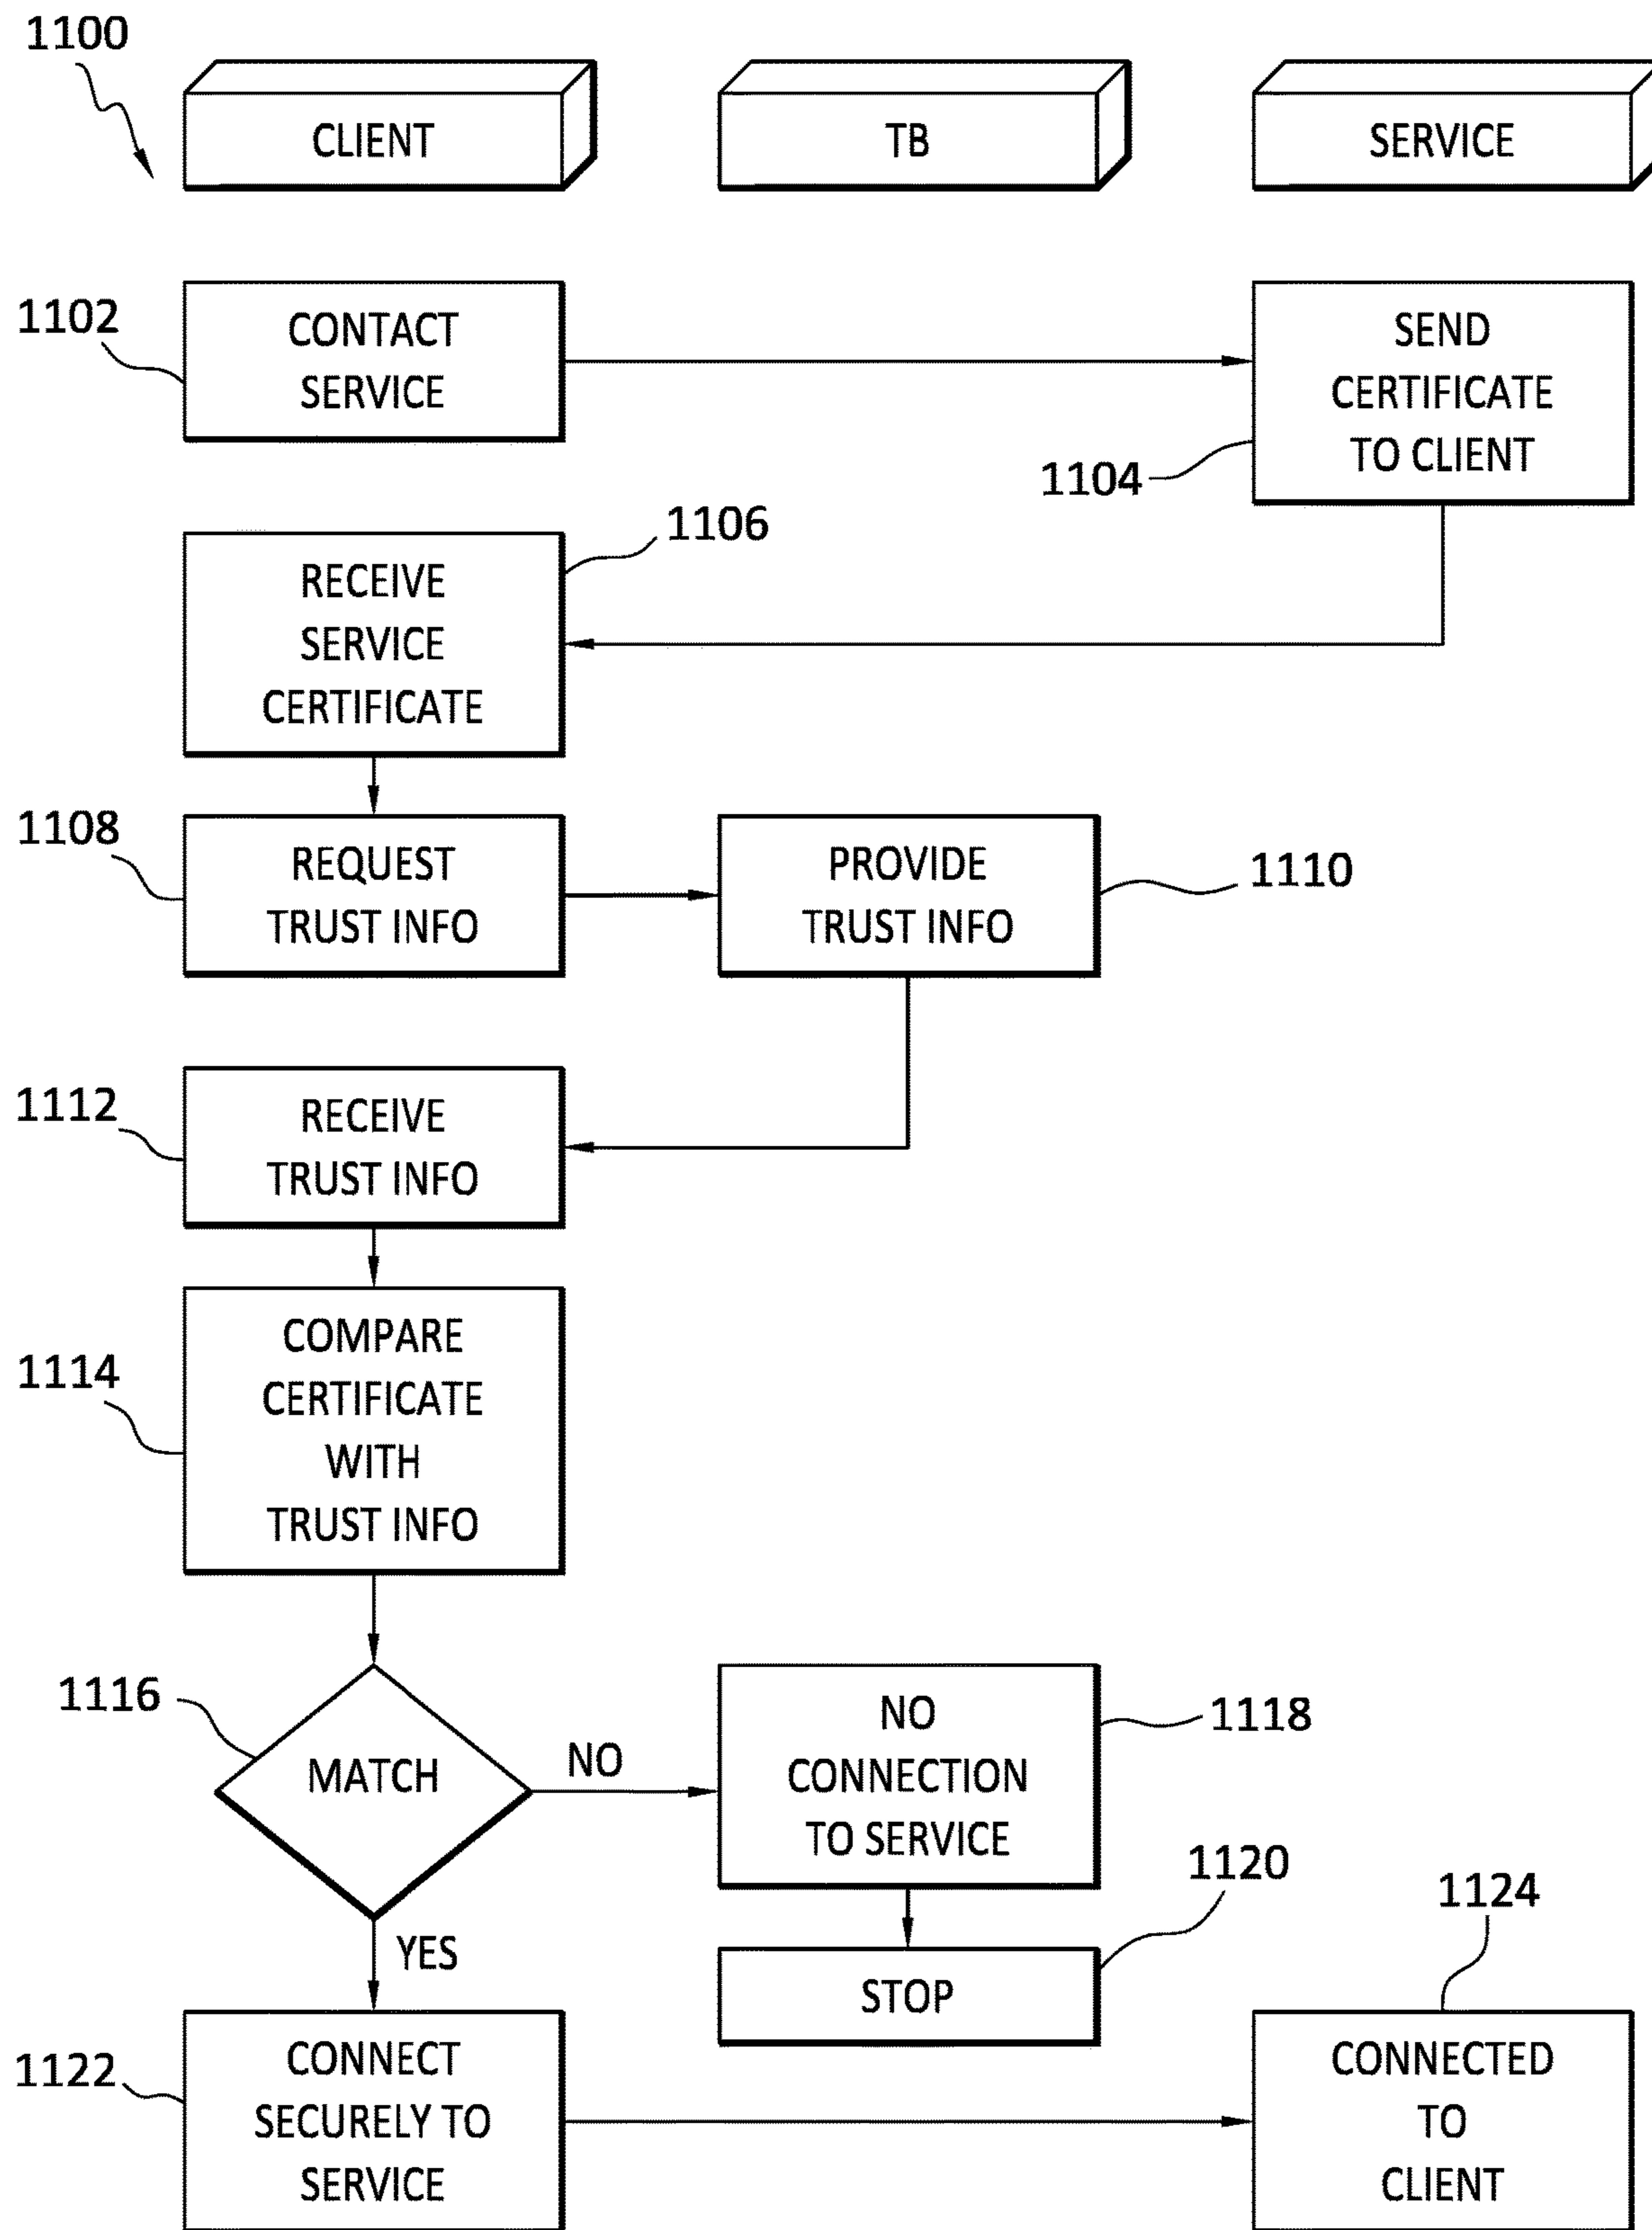 1100
CLIENT
TB
SERVICE
1102
CONTACT
SERVICE
SEND
CERTIFICATE
TO CLIENT
1104
1106
RECEIVE
SERVICE
CERTIFICATE
1108
REQUEST
TRUST INFO
PROVIDE
TRUST INFO
1110
1112
RECEIVE
TRUST INFO
1114
COMPARE
CERTIFICATE
WITH
TRUST INFO
1116
MATCH
NO
NO
CONNECTION
TO SERVICE
1118
YES
STOP
1120
1122
CONNECT
SECURELY TO
SERVICE
1124
CONNECTED
TO
CLIENT